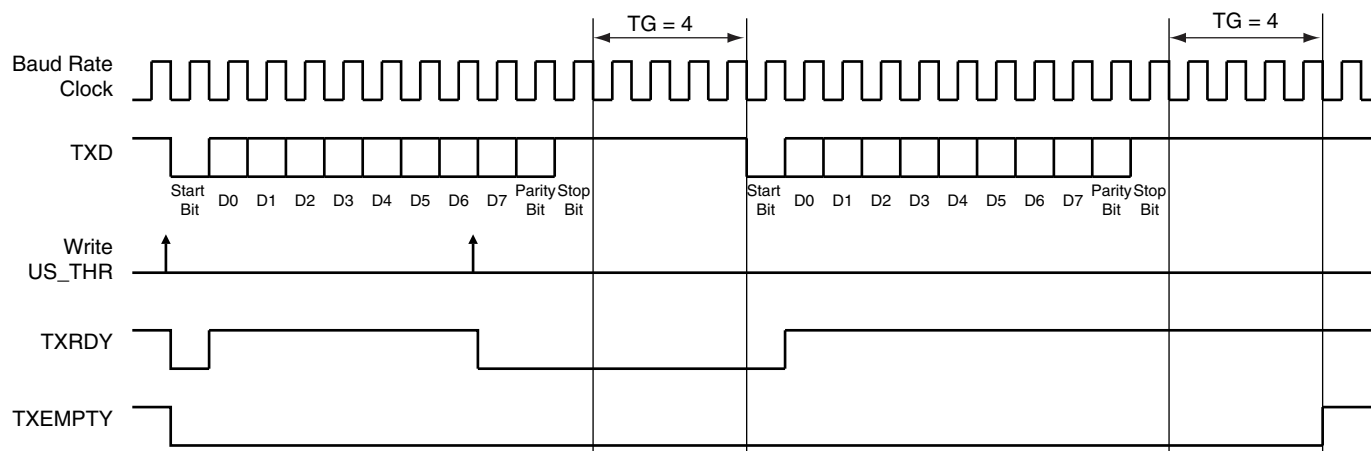 TG = 4
TG = 4
Baud Rate
Clock
TXD
Start
Bit
D0
D1
D2
D3
D4
D5
D6
D7
Parity
Bit
Stop
Bit
Start
Bit
D0
D1
D2
D3
D4
D5
D6
D7
Parity
Bit
Stop
Bit
Write
US_THR
TXRDY
TXEMPTY